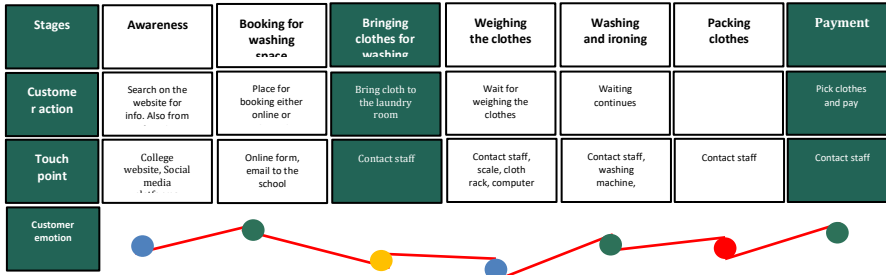 Stages
Awareness
Booking for
washing
space
Bringing
clothes for
washing
Weighing
the clothes
Washing
and ironing
Packing
clothes
Payment
Custome
r action
Search on the
website for
info. Also from
Place for
booking either
online or
Bring cloth to
the laundry
room
Wait for
weighing the
clothes
Waiting
continues
Pick clothes
and pay
Touch
point
College
website, Social
media
Online form,
email to the
school
Contact staff
Contact staff,
scale, cloth
rack, computer
Contact staff,
washing
machine,
Contact staff
Contact staff
Customer
emotion